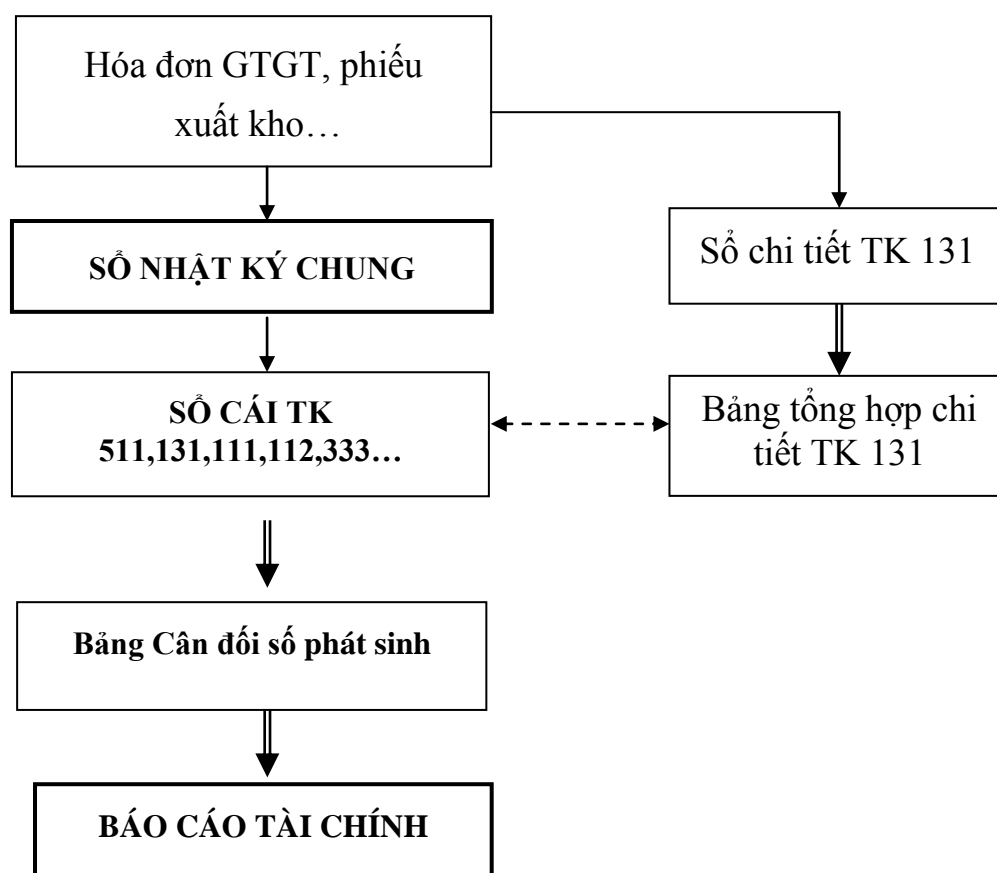 Hóa đơn GTGT, phiếu
xuất kho…
SỔ NHẬT KÝ CHUNG
Sổ chi tiết TK 131
SỔ CÁI TK
511,131,111,112,333…
Bảng tổng hợp chi
tiết TK 131
Bảng Cân đối số phát sinh
BÁO CÁO TÀI CHÍNH